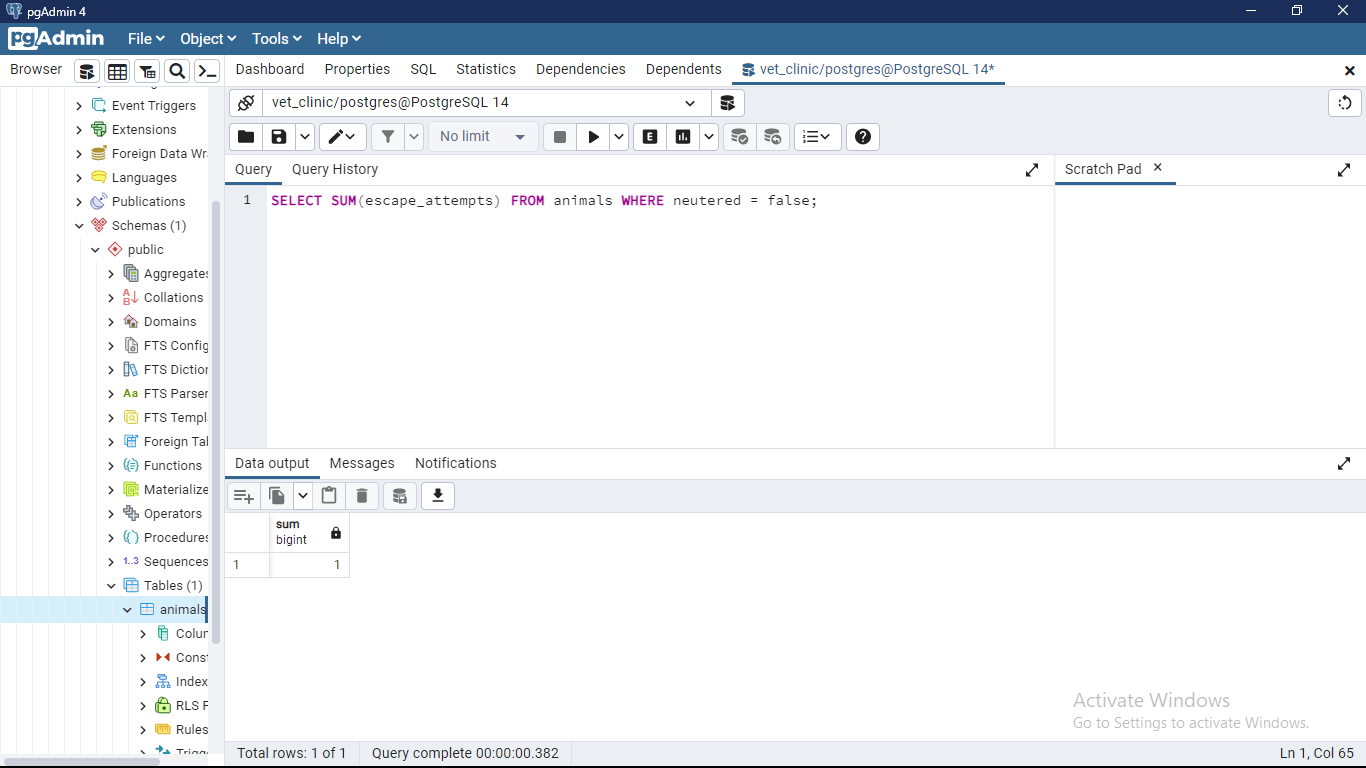 pgAdmin 4
pgAdmin File Object Tools Help
Browser
Dashboard Properties SQL Statistics Dependencies Dependents vet_clinic/postgres@PostgreSQL 14*
vet_clinic/postgres@PostgreSQL 14
No limit
E
Query Query History
Scratch Pad
1 SELECT SUM(escape_attempts) FROM animals WHERE neutered = false;
Event Triggers
Extensions
Foreign Data Wr
Languages
Publications
Schemas (1)
public
Aggregates
Collations
Domains
FTS Config
FTS Diction
Aa FTS Parser
FTS Templ
Foreign Tal
Functions
Materialize
Operators
Procedures
1..3 Sequences
Tables (1)
animals
Colur
Const
Index
RLS P
Rules
Trigg
Data output Messages Notifications
sum
bigint
1 1
Activate Windows
Go to Settings to activate Windows.
Total rows: 1 of 1 Query complete 00:00:00.382 Ln 1, Col 65